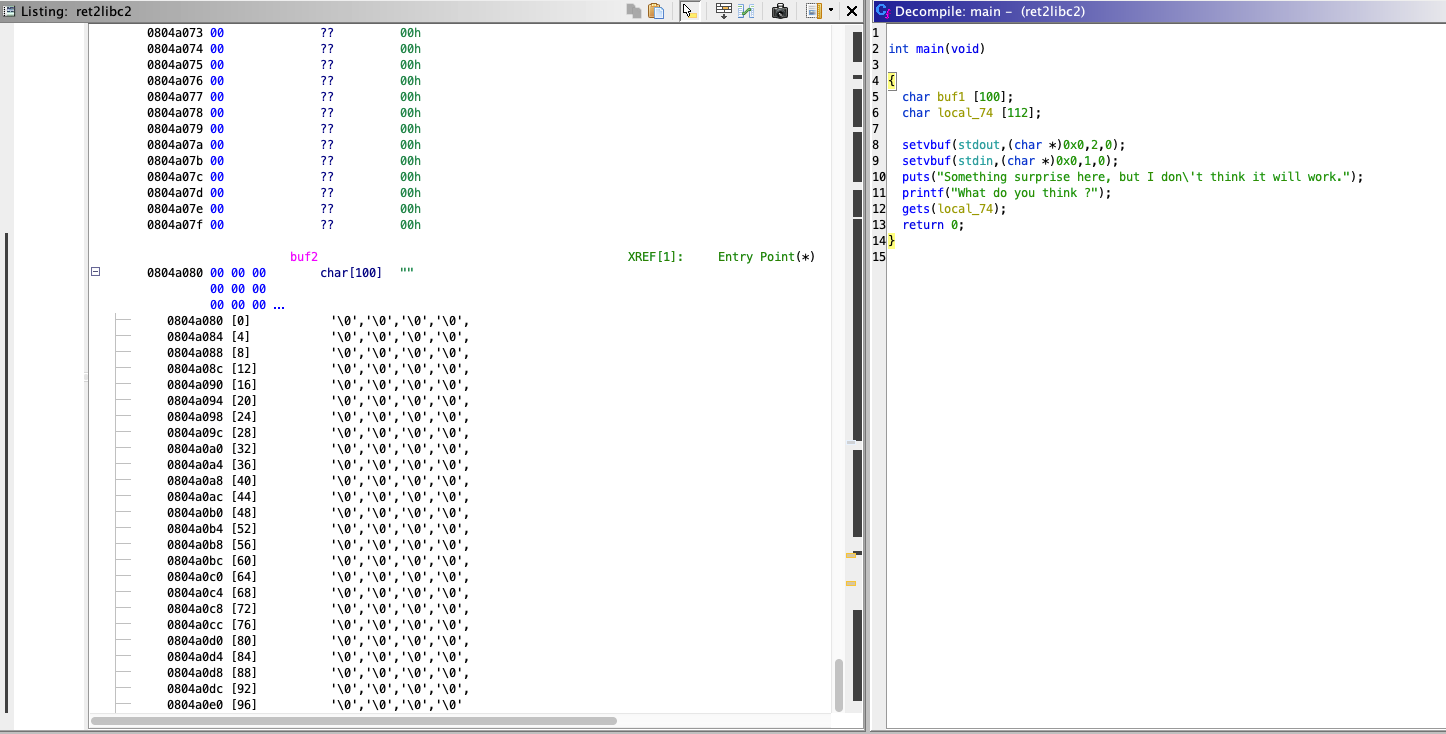 Listing: ret2libc2
0804a073 00 ?? 00h
0804a074 00 ?? 00h
0804a075 00 ?? 00h
0804a076 00 ?? 00h
0804a077 00 ?? 00h
0804a078 00 ?? 00h
0804a079 00 ?? 00h
0804a07a 00 ?? 00h
0804a07b 00 ?? 00h
0804a07c 00 ?? 00h
0804a07d 00 ?? 00h
0804a07e 00 ?? 00h
0804a07f 00 ?? 00h
buf2 XREF[1]: Entry Point(*)
0804a080 00 00 00 char[100] ""
00 00 00
00 00 00 ...
0804a080 [0] '\0','\0','\0','\0',
0804a084 [4] '\0','\0','\0','\0',
0804a088 [8] '\0','\0','\0','\0',
0804a08c [12] '\0','\0','\0','\0',
0804a090 [16] '\0','\0','\0','\0',
0804a094 [20] '\0','\0','\0','\0',
0804a098 [24] '\0','\0','\0','\0',
0804a09c [28] '\0','\0','\0','\0',
0804a0a0 [32] '\0','\0','\0','\0',
0804a0a4 [36] '\0','\0','\0','\0',
0804a0a8 [40] '\0','\0','\0','\0',
0804a0ac [44] '\0','\0','\0','\0',
0804a0b0 [48] '\0','\0','\0','\0',
0804a0b4 [52] '\0','\0','\0','\0',
0804a0b8 [56] '\0','\0','\0','\0',
0804a0bc [60] '\0','\0','\0','\0',
0804a0c0 [64] '\0','\0','\0','\0',
0804a0c4 [68] '\0','\0','\0','\0',
0804a0c8 [72] '\0','\0','\0','\0',
0804a0cc [76] '\0','\0','\0','\0',
0804a0d0 [80] '\0','\0','\0','\0',
0804a0d4 [84] '\0','\0','\0','\0',
0804a0d8 [88] '\0','\0','\0','\0',
0804a0dc [92] '\0','\0','\0','\0',
0804a0e0 [96] '\0','\0','\0','\0'
Decompile: main - (ret2libc2)
1
2 int main(void)
3
4 {
5 char buf1 [100];
6 char local_74 [112];
7
8 setvbuf(stdout,(char *)0x0,2,0);
9 setvbuf(stdin,(char *)0x0,1,0);
10 puts("Something surprise here, but I don\'t think it will work.");
11 printf("What do you think ?");
12 gets(local_74);
13 return 0;
14 }
15